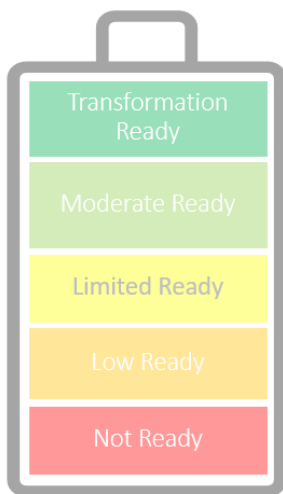 Transformation
Ready
Moderate Ready
Limited Ready
Low Ready
Not Ready